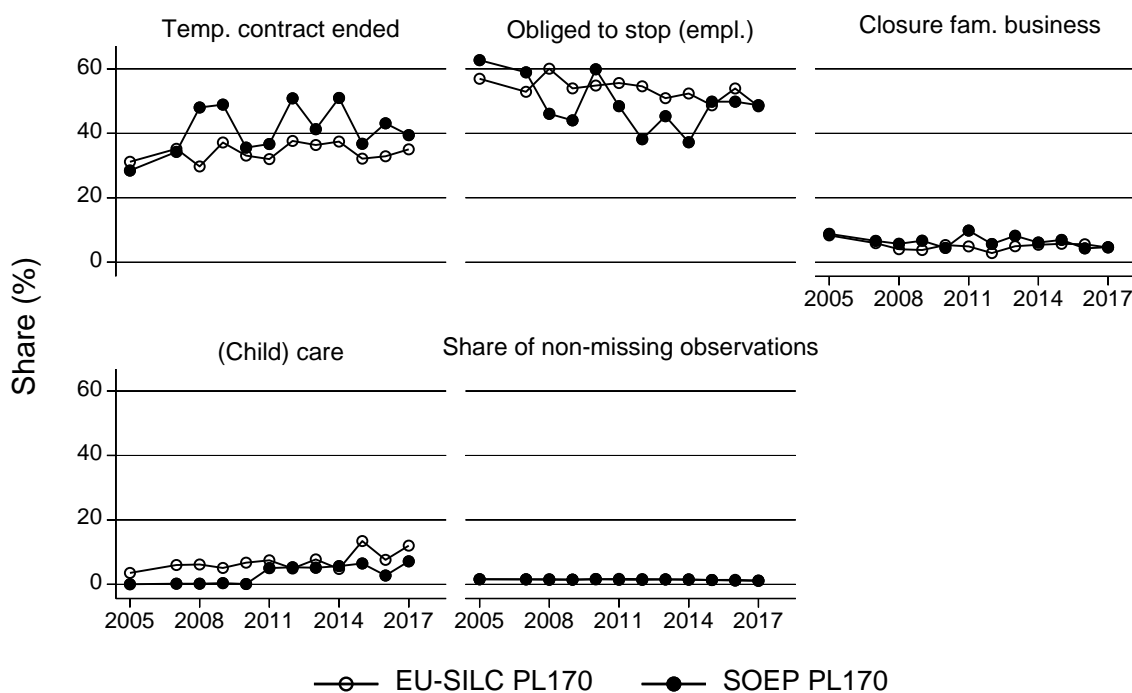 Temp. contract ended
Obliged to stop (empl.)
Closure fam. business
60
40
20
0
2005 2008 2011 2014 2017
Share (%)
(Child) care
Share of non-missing observations
60
40
20
0
2005 2008 2011 2014 2017
2005 2008 2011 2014 2017
EU-SILC PL170
SOEP PL170